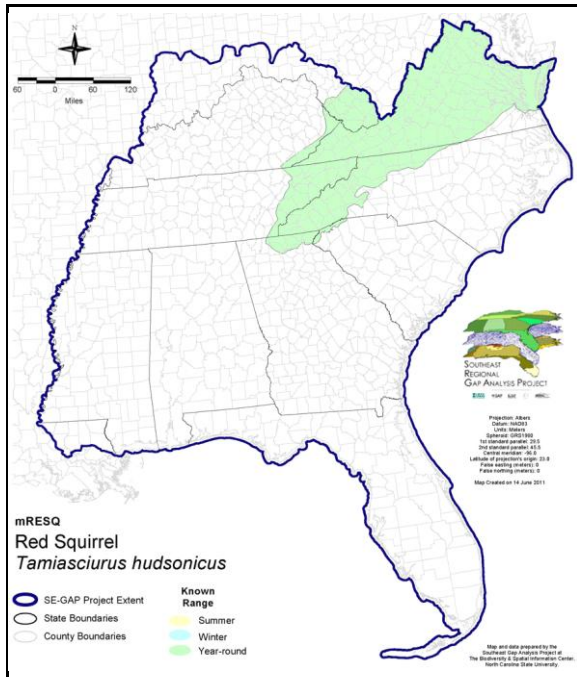 N
60 0 60 120
Miles
SOUTHEAST
REGIONAL
GAP ANALYSIS PROJECT
Projection: Albers
Datum: NAD83
Units: Meters
Spheroid: GRS1980
1st standard parallel: 29.5
2nd standard parallel: 45.5
Central meridian: -96.0
Latitude of projection's origin: 23.0
False easting (meters): 0
False northing (meters): 0
Map Created on 14 June 2011
mRESQ
Red Squirrel
Tamiasciurus hudsonicus
SE-GAP Project Extent
State Boundaries
County Boundaries
Known
Range
Summer
Winter
Year-round
Map and data prepared by the
Southeast Gap Analysis Project at
The Biodiversity & Spatial Information Center,
North Carolina State University.